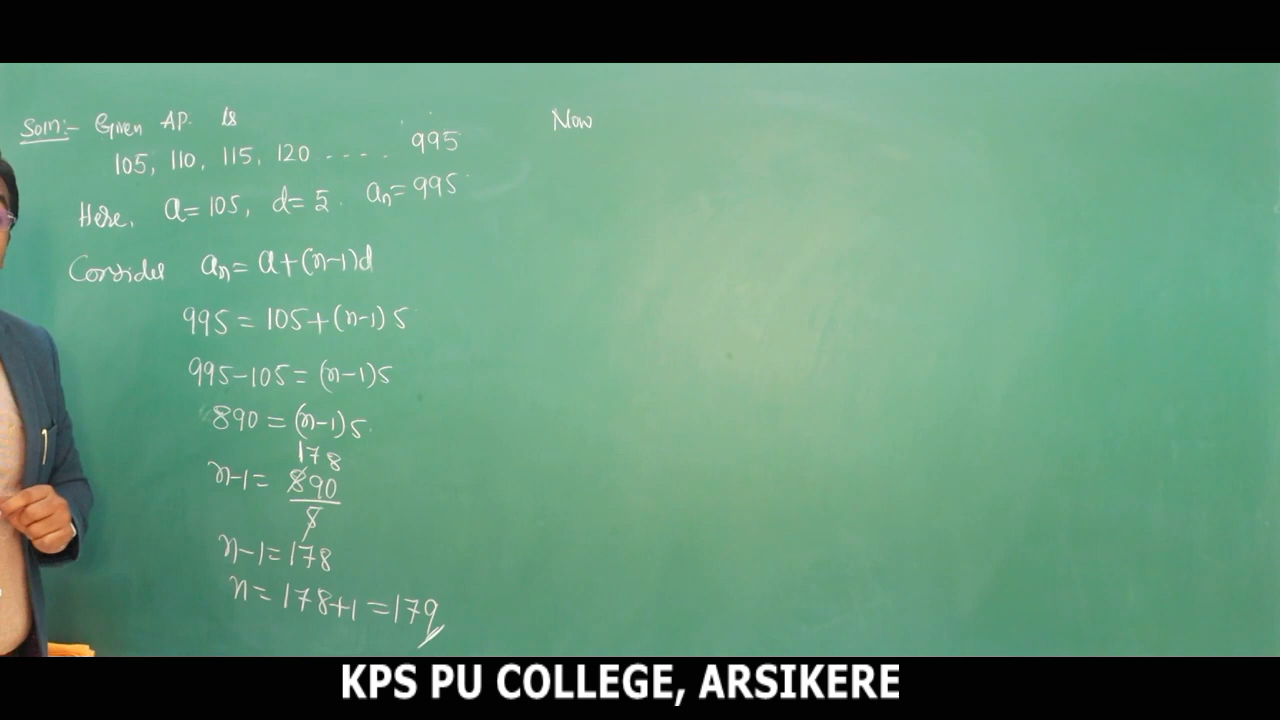 Soln:- Given AP. is
105, 110, 115, 120 .... 995
Here, a=105, d=5. an=995.
Consider an=a+(n-1)d
995=105+(n-1)5
995-105=(n-1)5
890=(n-1)5.
178
n-1=890
5
n-1=178
n=178+1=179
Now
KPS PU COLLEGE, ARSIKERE